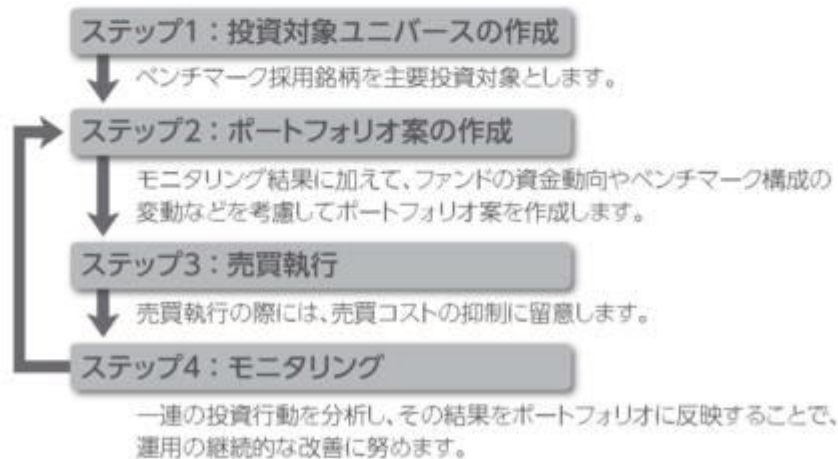 ステップ1：投資対象ユニバースの作成
ベンチマーク採用銘柄を主要投資対象とします。
ステップ2：ポートフォリオ案の作成
モニタリング結果に加えて、ファンドの資金動向やベンチマーク構成の
変動などを考慮してポートフォリオ案を作成します。
ステップ3：売買執行
売買執行の際には、売買コストの抑制に留意します。
ステップ4：モニタリング
一連の投資行動を分析し、その結果をポートフォリオに反映することで、
運用の継続的な改善に努めます。